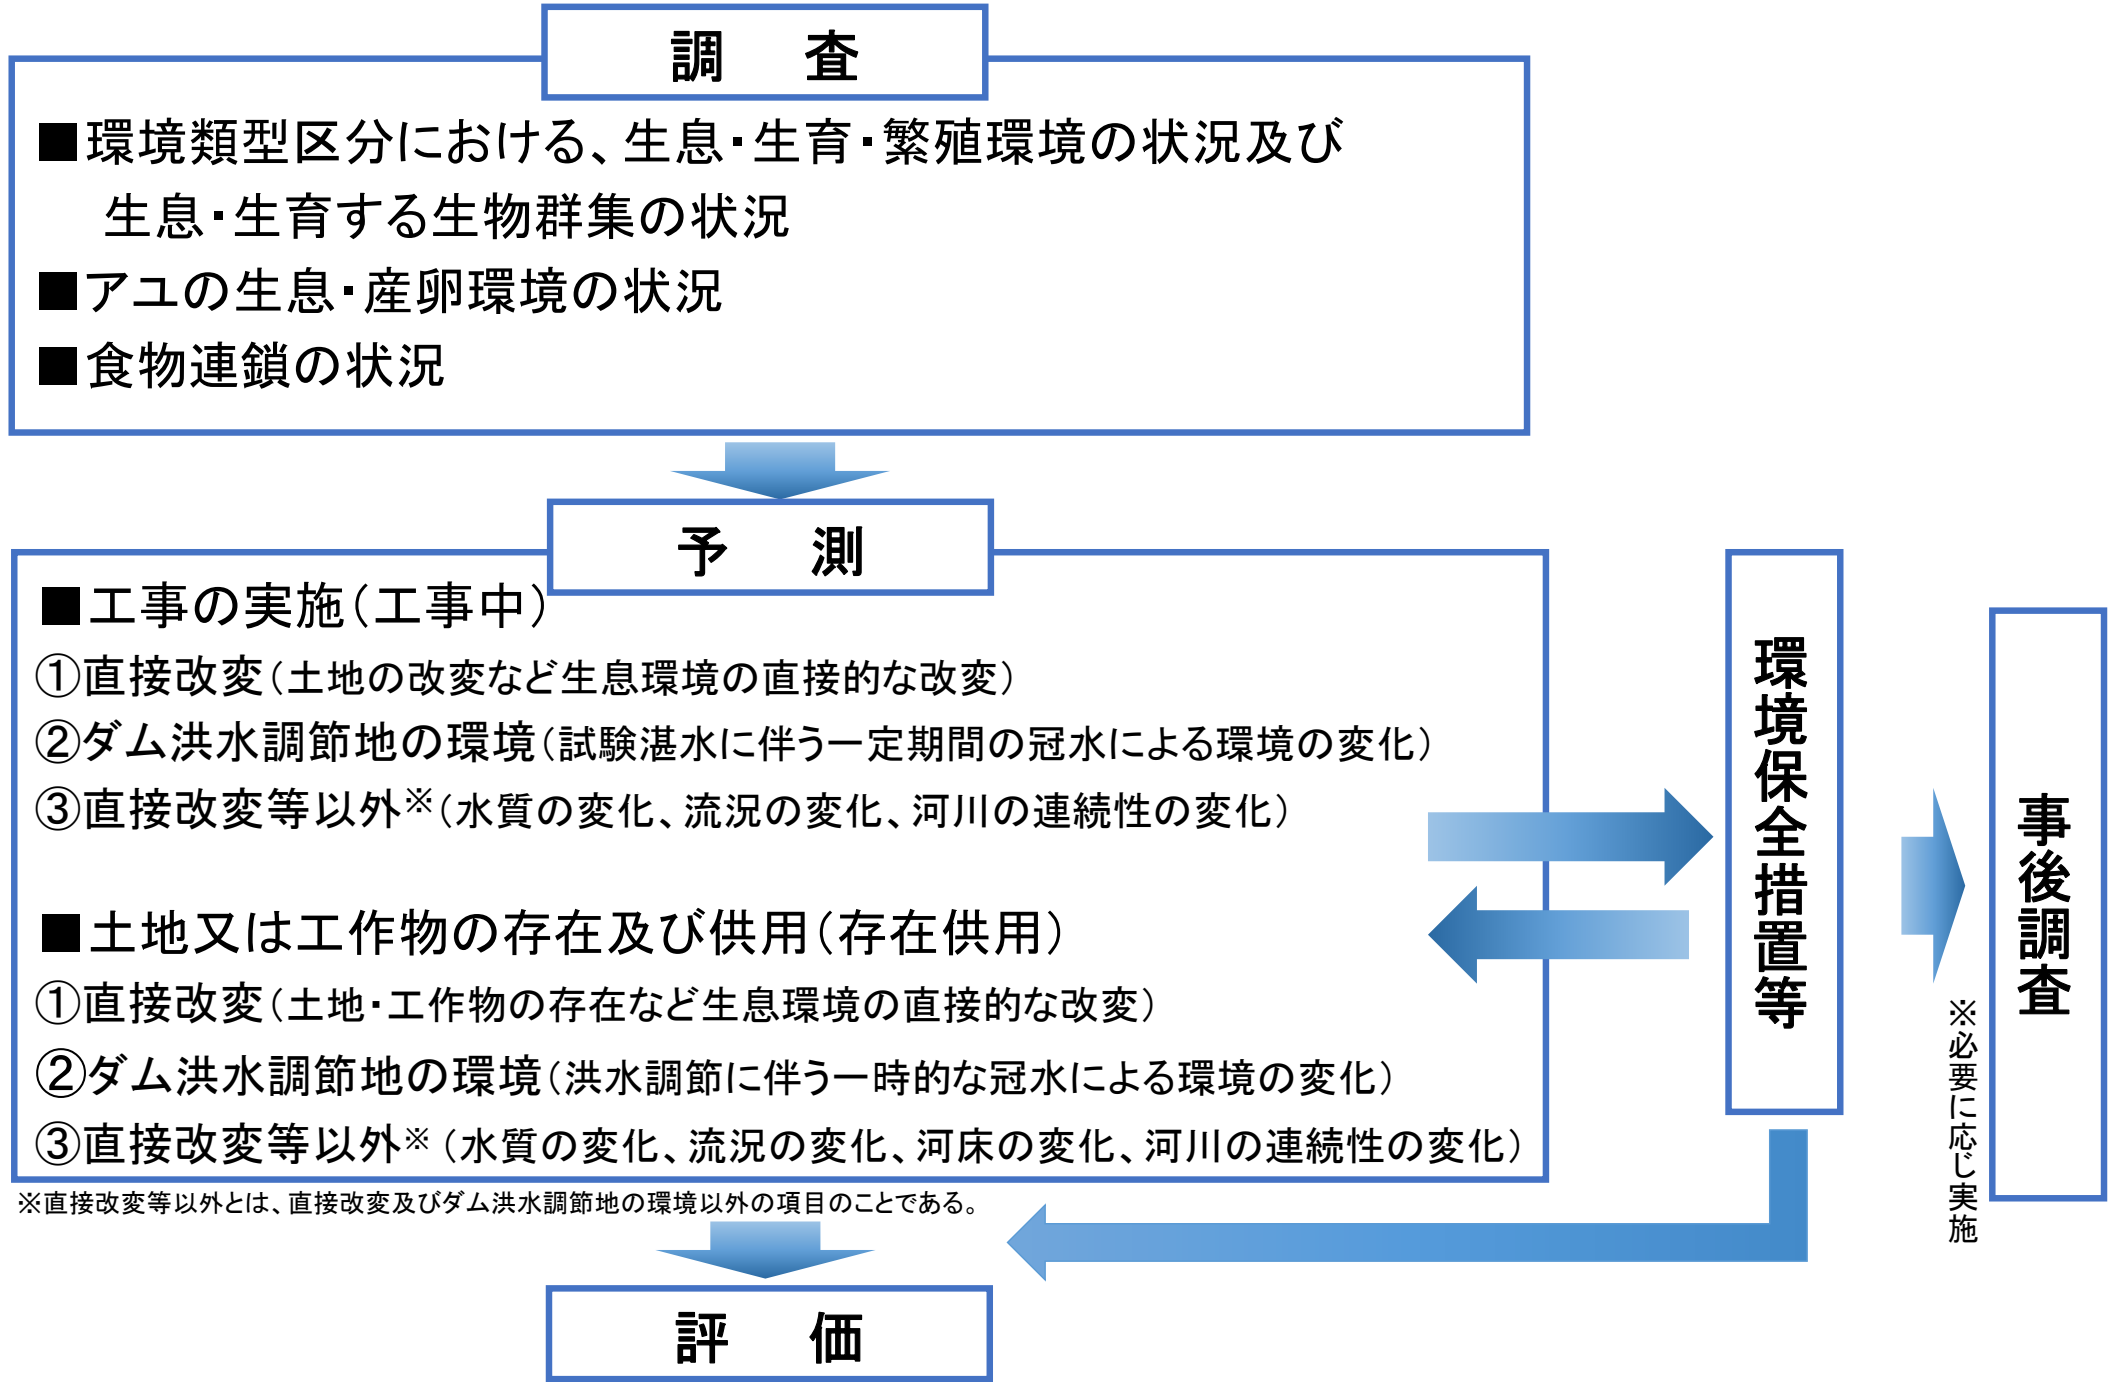 調　査
■環境類型区分における、生息・生育・繁殖環境の状況及び
生息・生育する生物群集の状況
■アユの生息・産卵環境の状況
■食物連鎖の状況
予　測
■工事の実施（工事中）
①直接改変（土地の改変など生息環境の直接的な改変）
②ダム洪水調節地の環境（試験湛水に伴う一定期間の冠水による環境の変化）
③直接改変等以外※（水質の変化、流況の変化、河川の連続性の変化）
■土地又は工作物の存在及び供用（存在供用）
①直接改変（土地・工作物の存在など生息環境の直接的な改変）
②ダム洪水調節地の環境（洪水調節に伴う一時的な冠水による環境の変化）
③直接改変等以外※（水質の変化、流況の変化、河床の変化、河川の連続性の変化）
※直接改変等以外とは、直接改変及びダム洪水調節地の環境以外の項目のことである。
環境保全措置等
事後調査
※必要に応じ実施
評　価